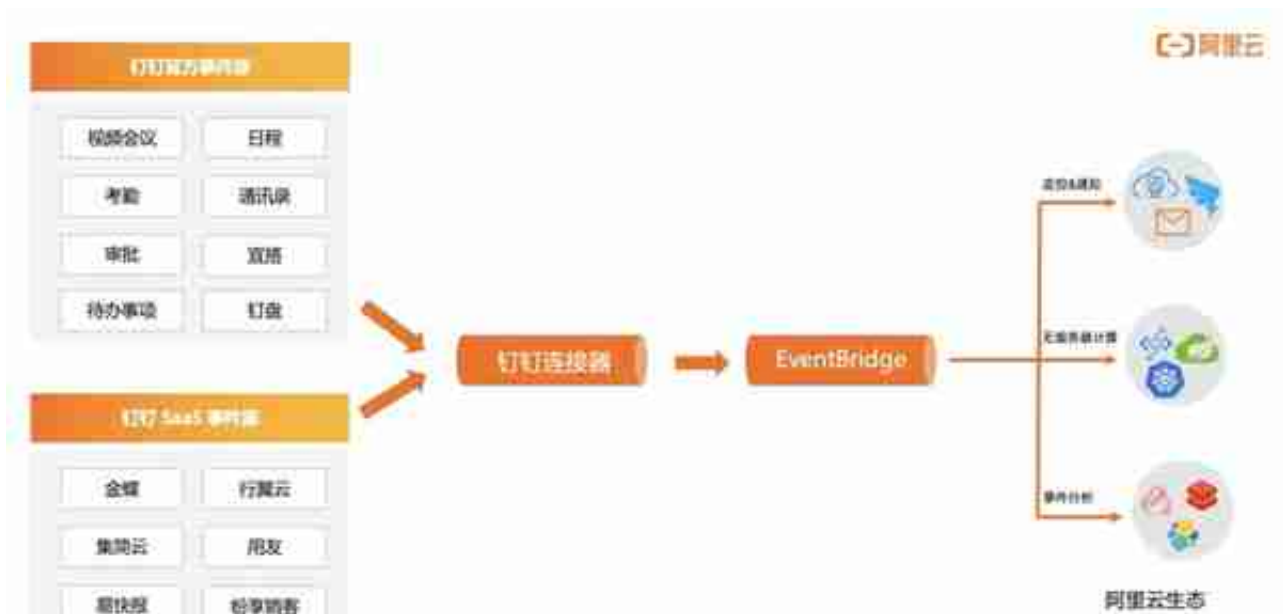 阿里云
钉钉官方事件源
视频会议 日程
考勤 通讯录
审批 宜搭
待办事项 钉盘
钉钉 SaaS 事件源
金蝶 行翼云
集简云 用友
易快报 纷享销客
钉钉连接器
EventBridge
无服务器计算
事件分析
阿里云生态